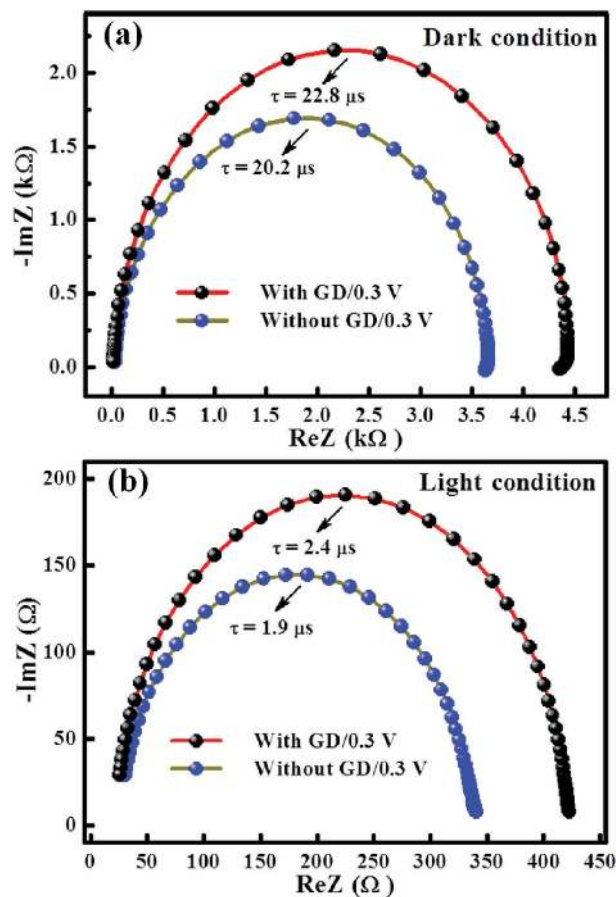 (a)
Dark condition
2.0
1.5
1.0
0.5
0.0
-ImZ (kΩ)
τ = 22.8 μs
τ = 20.2 μs
With GD/0.3 V
Without GD/0.3 V
0.0 0.5 1.0 1.5 2.0 2.5 3.0 3.5 4.0 4.5
ReZ (kΩ )
(b)
Light condition
200
150
100
50
0
-ImZ (Ω)
τ = 2.4 μs
τ = 1.9 μs
With GD/0.3 V
Without GD/0.3 V
0 50 100 150 200 250 300 350 400 450
ReZ (Ω )